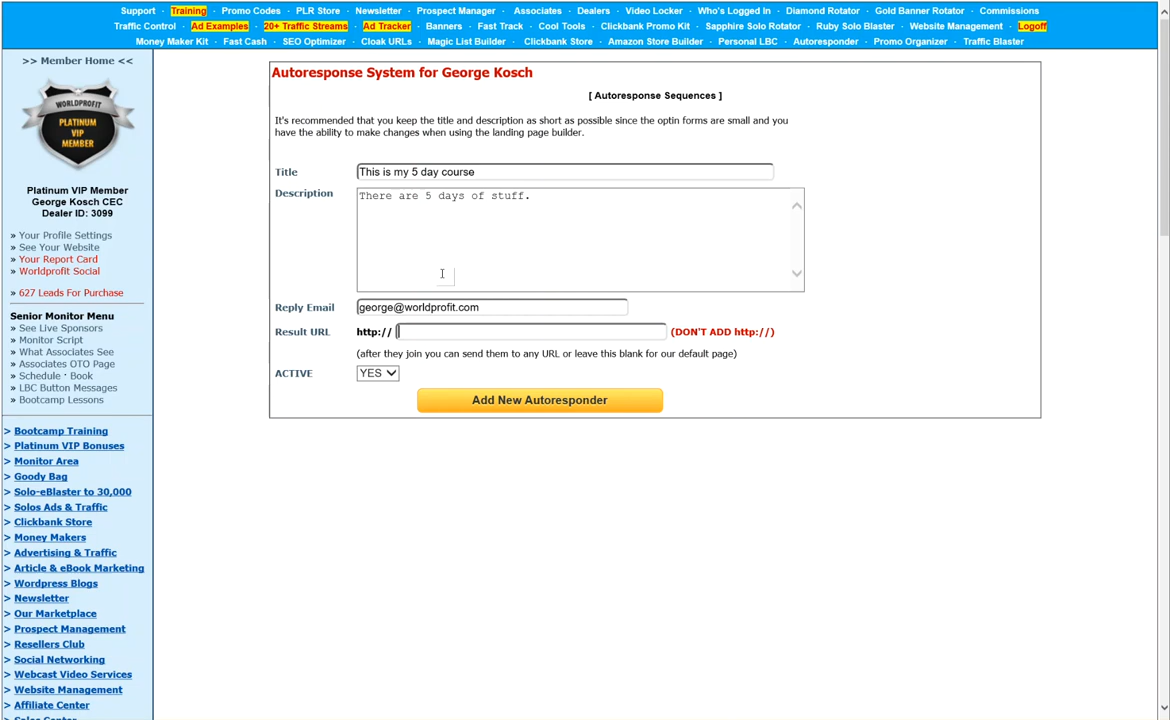 Support · Training · Promo Codes · PLR Store · Newsletter · Prospect Manager · Associates · Dealers · Video Locker · Who's Logged In · Diamond Rotator · Gold Banner Rotator · Commissions
Traffic Control · Ad Examples · 20+ Traffic Streams · Ad Tracker · Banners · Fast Track · Cool Tools · Clickbank Promo Kit · Sapphire Solo Rotator · Ruby Solo Blaster · Website Management · Logoff
Money Maker Kit · Fast Cash · SEO Optimizer · Cloak URLs · Magic List Builder · Clickbank Store · Amazon Store Builder · Personal LBC · Autoresponder · Promo Organizer · Traffic Blaster
>> Member Home <<
WORLDPROFIT
PLATINUM
VIP
MEMBER
Platinum VIP Member
George Kosch CEC
Dealer ID: 3099
» Your Profile Settings
» See Your Website
» Your Report Card
» Worldprofit Social
» 627 Leads For Purchase
Senior Monitor Menu
» See Live Sponsors
» Monitor Script
» What Associates See
» Associates OTO Page
» Schedule · Book
» LBC Button Messages
» Bootcamp Lessons
> Bootcamp Training
> Platinum VIP Bonuses
> Monitor Area
> Goody Bag
> Solo-eBlaster to 30,000
> Solos Ads & Traffic
> Clickbank Store
> Money Makers
> Advertising & Traffic
> Article & eBook Marketing
> Wordpress Blogs
> Newsletter
> Our Marketplace
> Prospect Management
> Resellers Club
> Social Networking
> Webcast Video Services
> Website Management
> Affiliate Center
> Sales Center
Autoresponse System for George Kosch
[ Autoresponse Sequences ]
It's recommended that you keep the title and description as short as possible since the optin forms are small and you
have the ability to make changes when using the landing page builder.
Title This is my 5 day course
Description There are 5 days of stuff.
Reply Email george@worldprofit.com
Result URL http:// (DON'T ADD http://)
(after they join you can send them to any URL or leave this blank for our default page)
ACTIVE YES
Add New Autoresponder